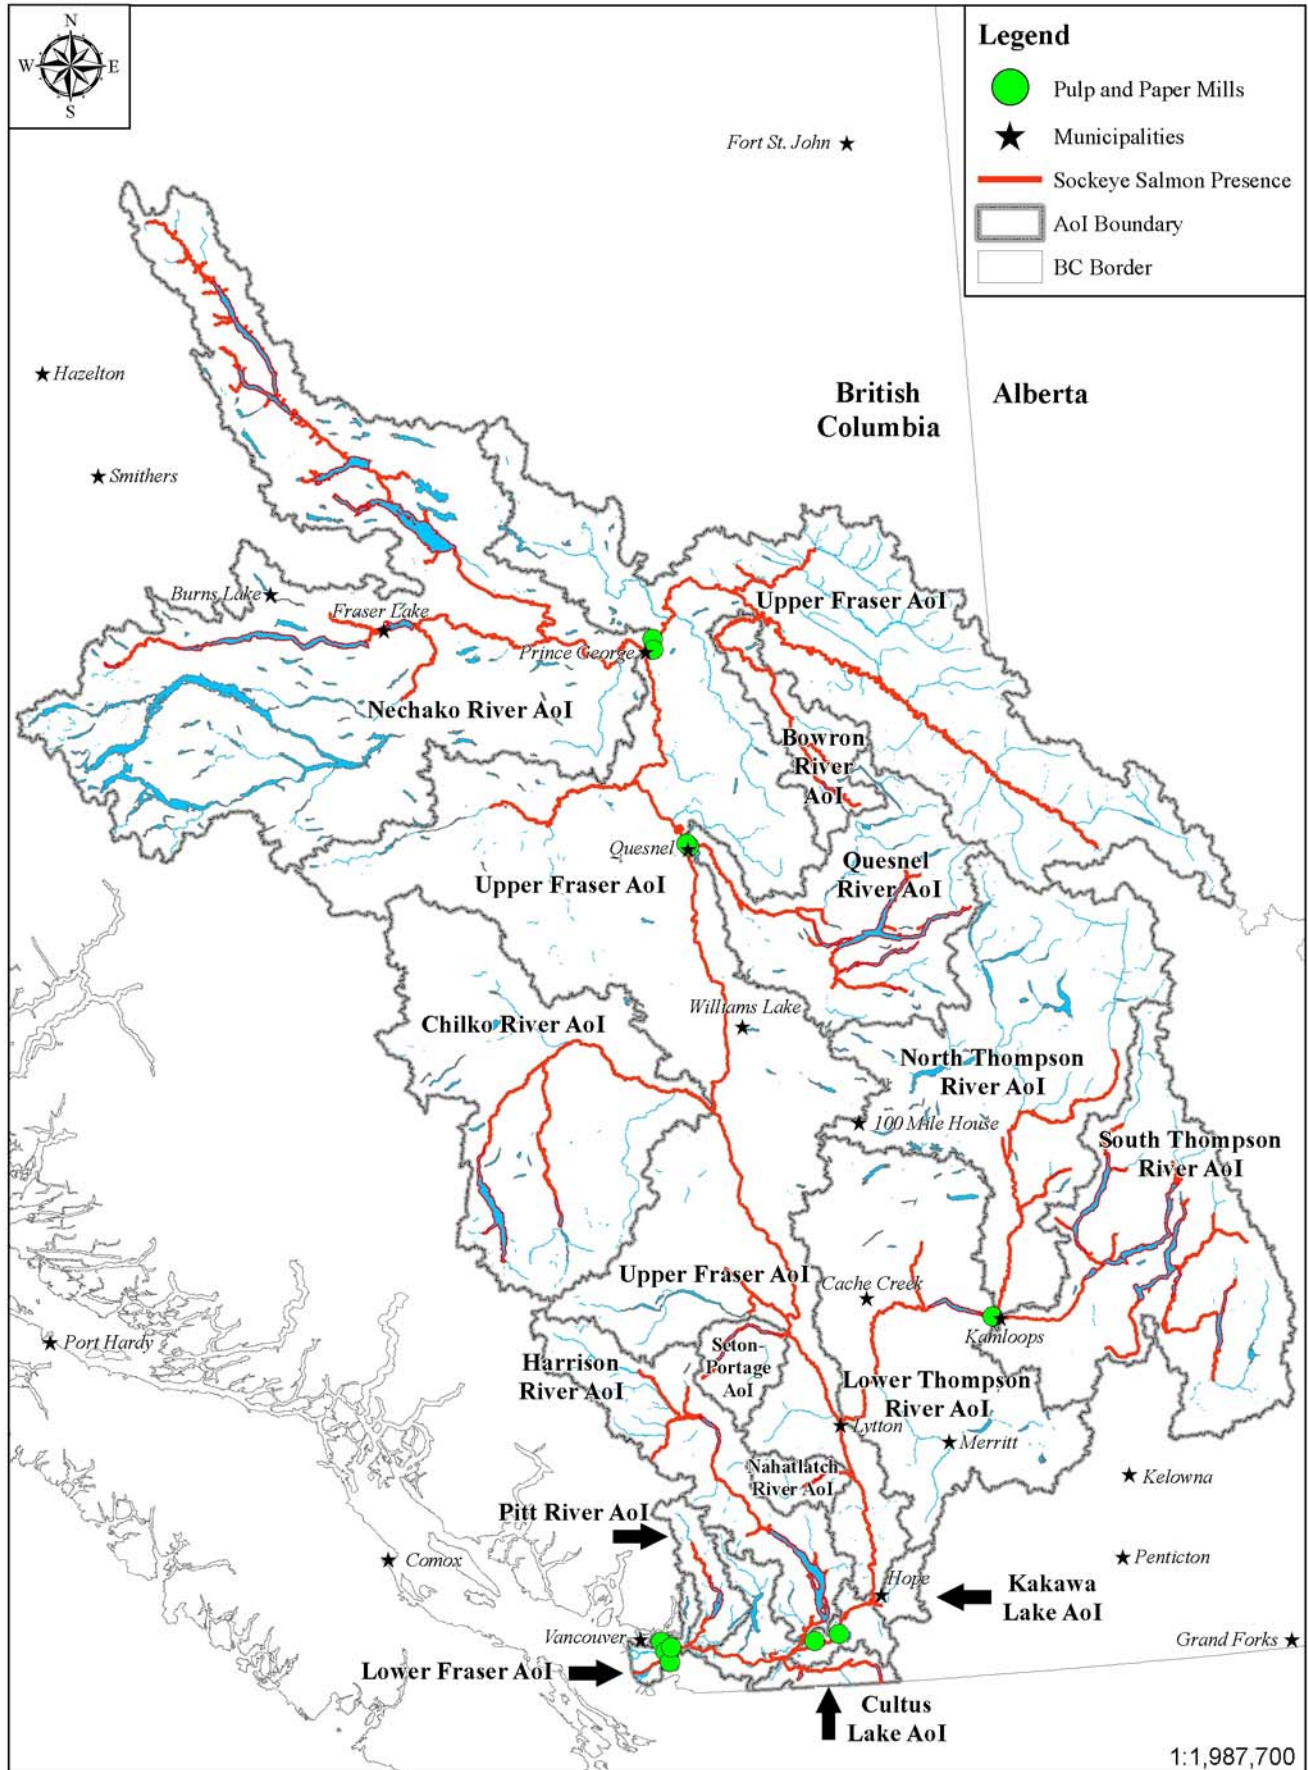 N
W
E
S
Legend
Pulp and Paper Mills
Municipalities
Sockeye Salmon Presence
AoI Boundary
BC Border
Fort St. John
Hazelton
British
Columbia
Alberta
Smithers
Burns Lake
Fraser Lake
Upper Fraser AoI
Prince George
Nechako River AoI
Bowron
River
AoI
Quesnel
Quesnel
River AoI
Upper Fraser AoI
Williams Lake
Chilko River AoI
North Thompson
River AoI
100 Mile House
South Thompson
River AoI
Upper Fraser AoI
Cache Creek
Port Hardy
Kamloops
Seton-
Portage
AoI
Harrison
River AoI
Lower Thompson
River AoI
Lytton
Merritt
Nahatlatch
River AoI
Kelowna
Pitt River AoI
Comox
Penticton
Hope
Kakawa
Lake AoI
Vancouver
Grand Forks
Lower Fraser AoI
Cultus
Lake AoI
1:1,987,700